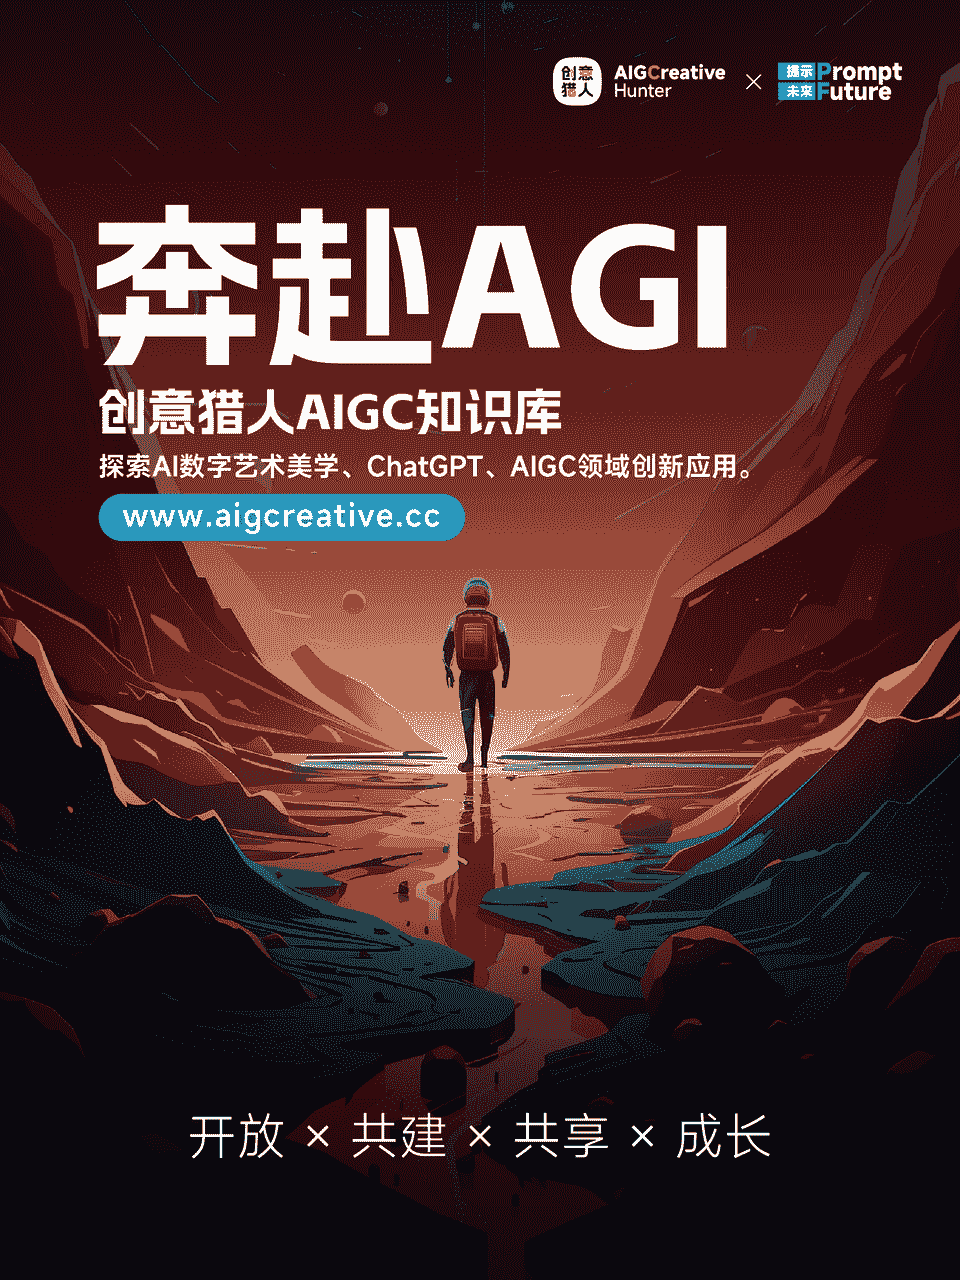 创意
猎人
AIGCreative
Hunter
×
提示
未来
Prompt
Future
奔赴AGI
创意猎人AIGC知识库
探索AI数字艺术美学、ChatGPT、AIGC领域创新应用。
www.aigcreative.cc
开放 × 共建 × 共享 × 成长